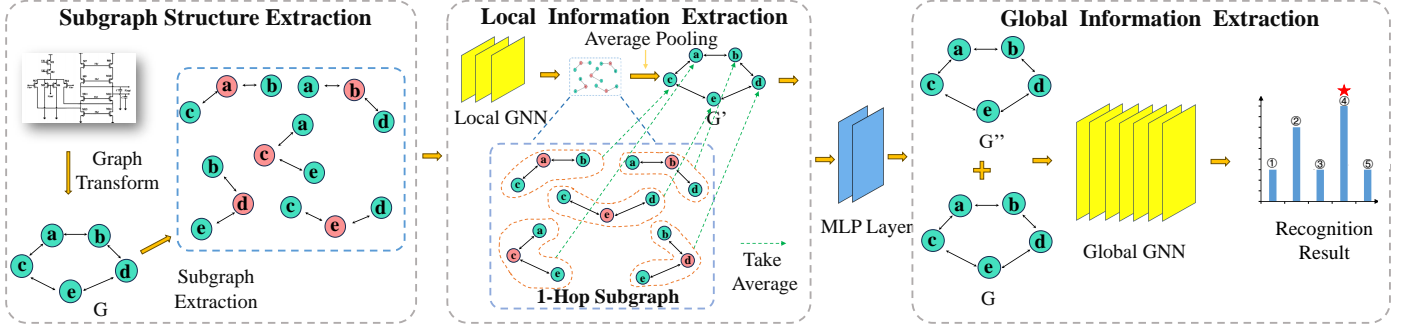 Subgraph Structure Extraction
a
b
c
a
b
d
a
c
e
b
d
e
c
e
d
Graph
Transform
a
b
c
d
e
G
Subgraph
Extraction
Local Information Extraction
Average Pooling
Local GNN
a
b
c
d
e
G'
a
b
c
a
b
d
c
e
d
a
c
e
b
d
e
1-Hop Subgraph
Take
Average
MLP Layer
Global Information Extraction
a
b
c
d
e
G''
+
a
b
c
d
e
G
Global GNN
①
②
③
④
⑤
Recognition
Result